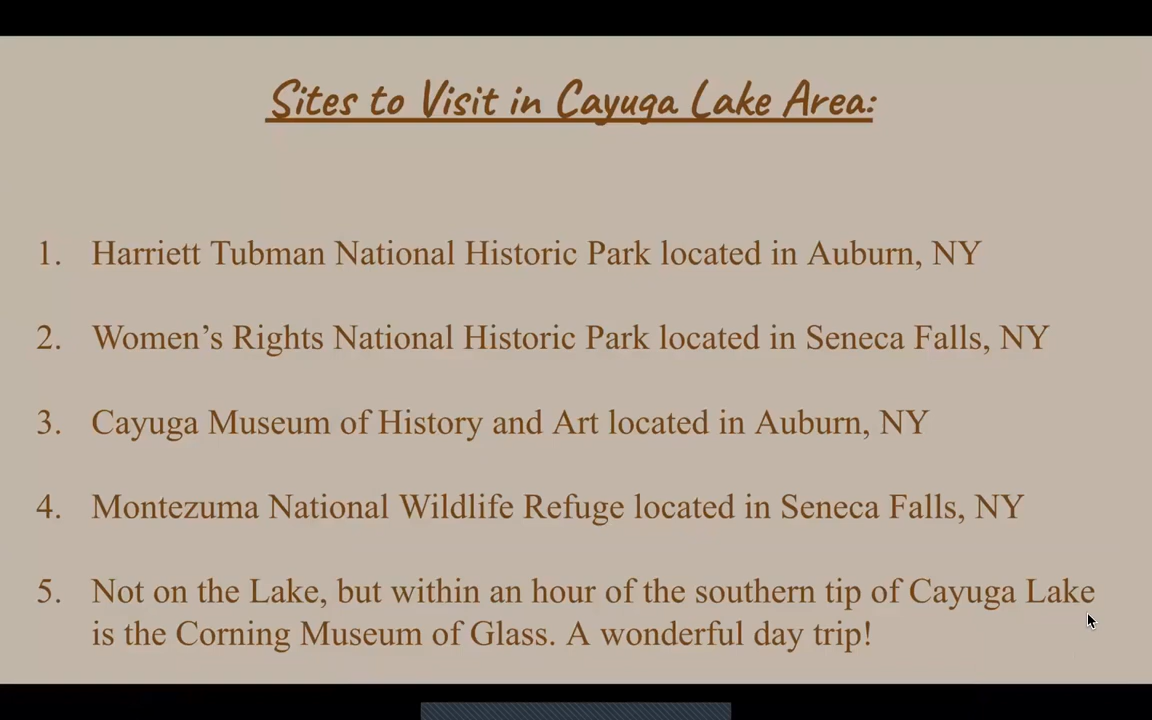 Sites to Visit in Cayuga Lake Area:
1. Harriett Tubman National Historic Park located in Auburn, NY
2. Women’s Rights National Historic Park located in Seneca Falls, NY
3. Cayuga Museum of History and Art located in Auburn, NY
4. Montezuma National Wildlife Refuge located in Seneca Falls, NY
5. Not on the Lake, but within an hour of the southern tip of Cayuga Lake
is the Corning Museum of Glass. A wonderful day trip!